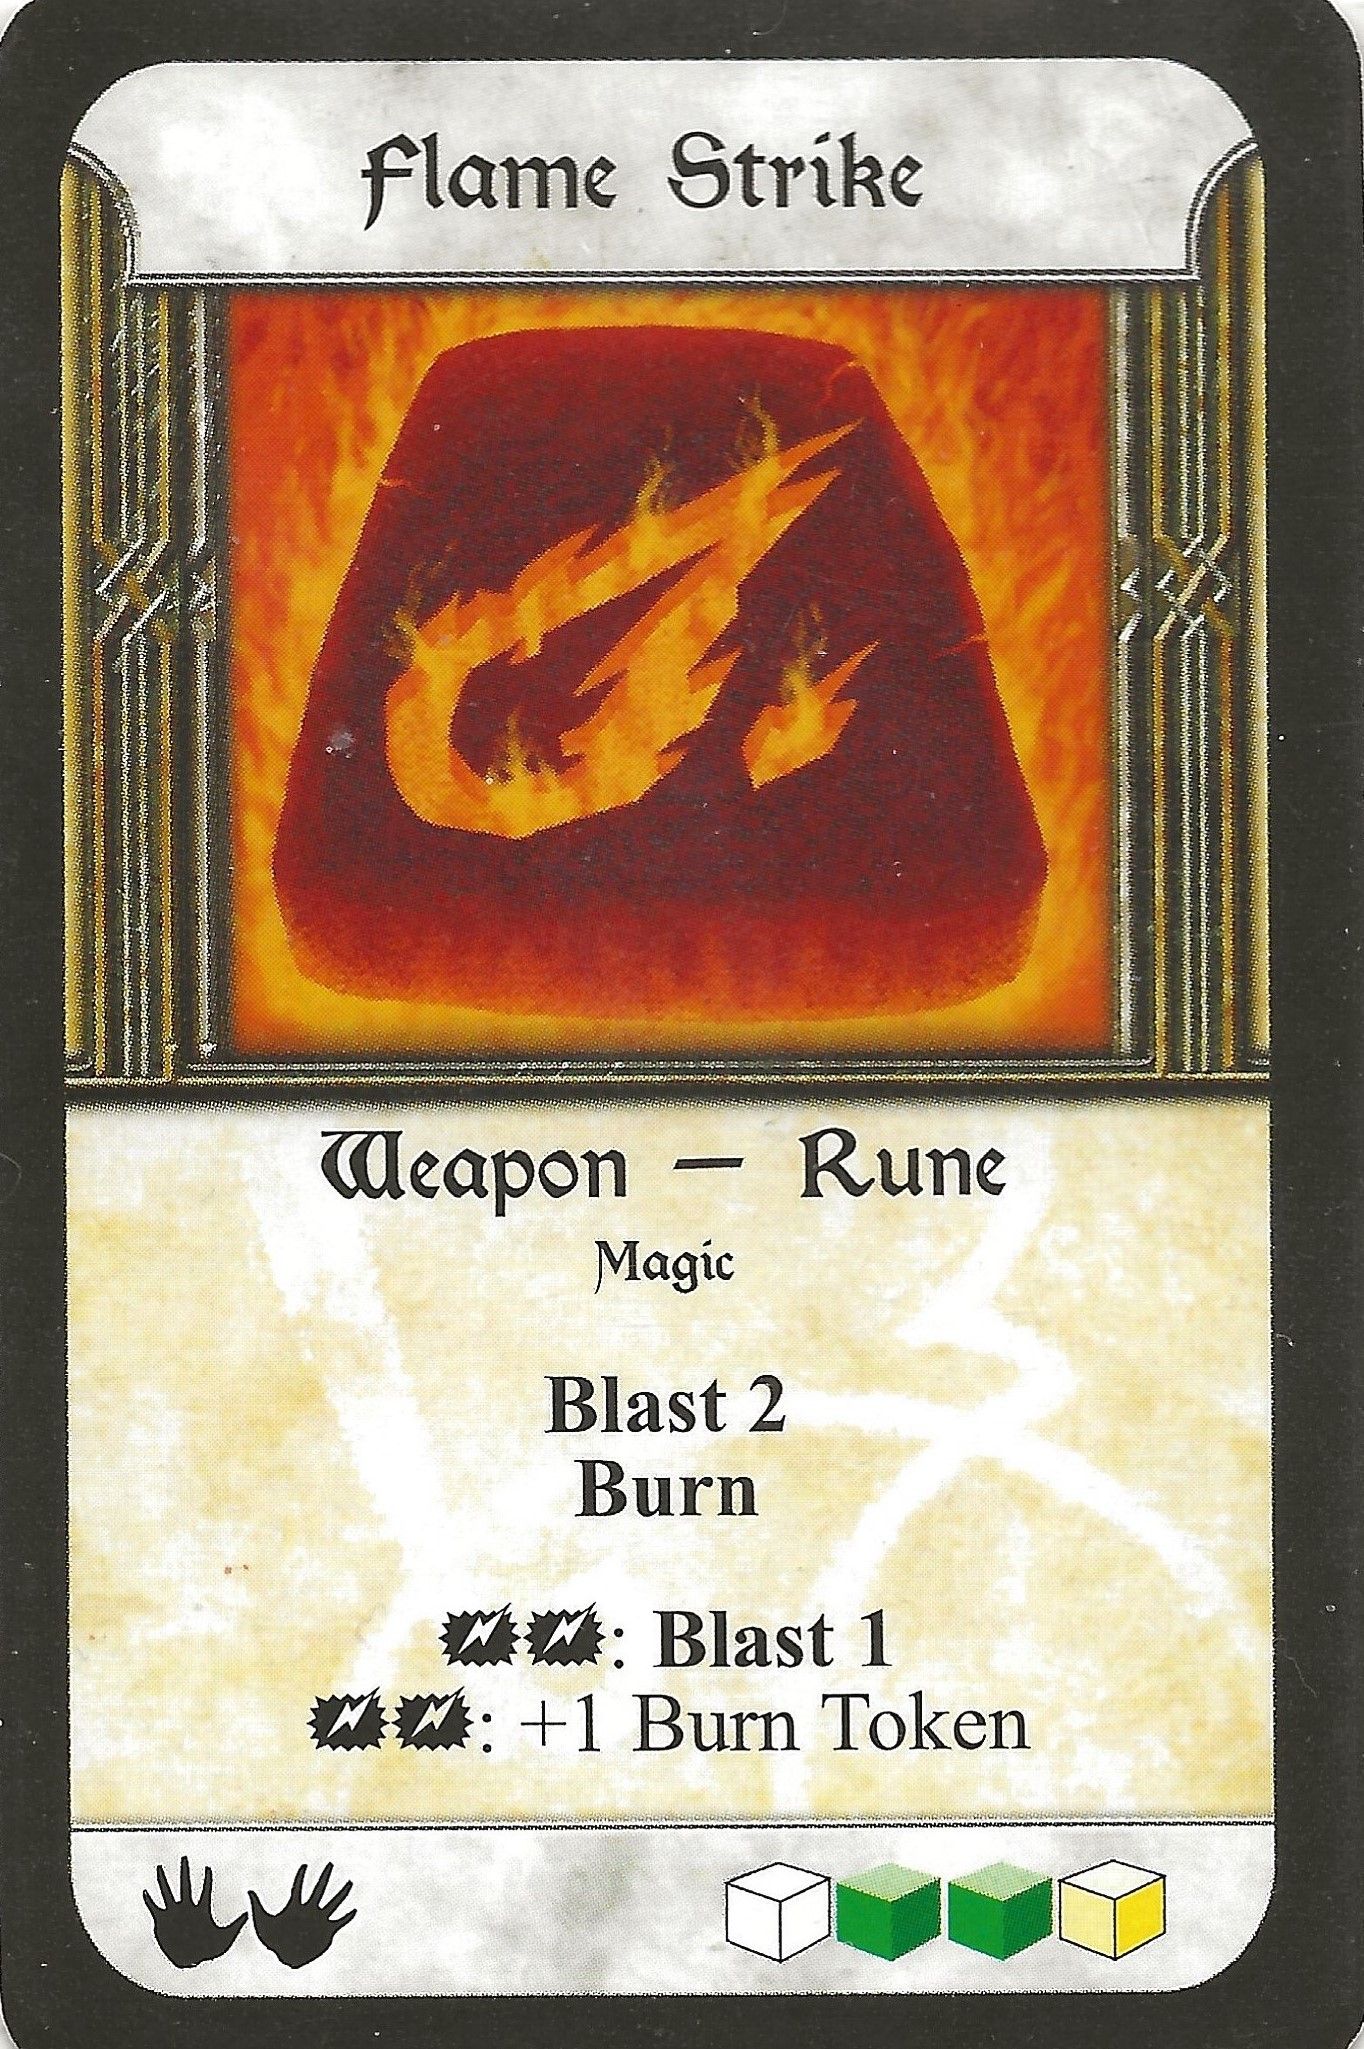 Flame Strike
Weapon – Rune
Magic
Blast 2
Burn
: Blast 1
: +1 Burn Token